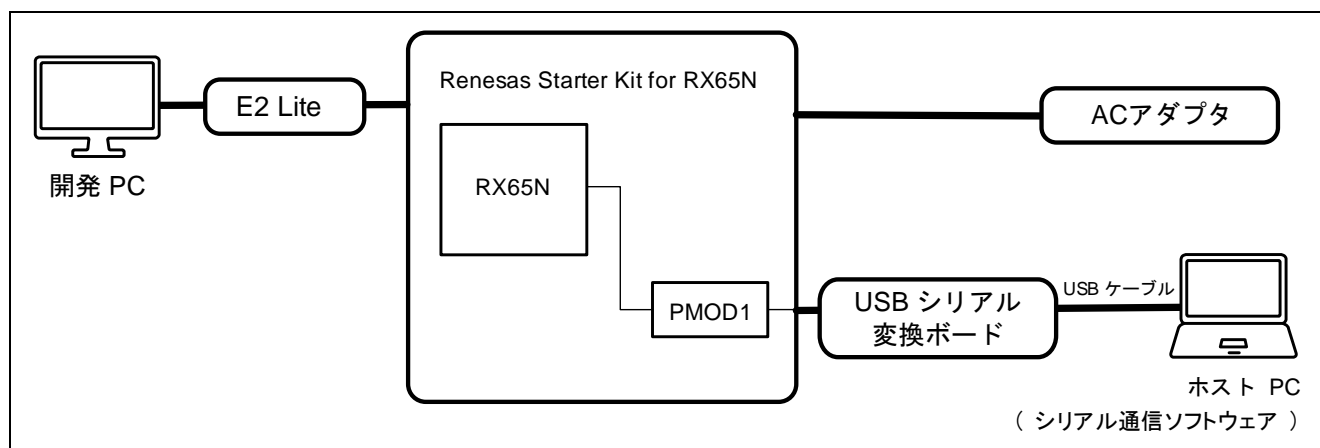 開発 PC
E2 Lite
Renesas Starter Kit for RX65N
RX65N
PMOD1
ACアダプタ
USB シリアル
変換ボード
USB ケーブル
ホスト PC
( シリアル通信ソフトウェア )